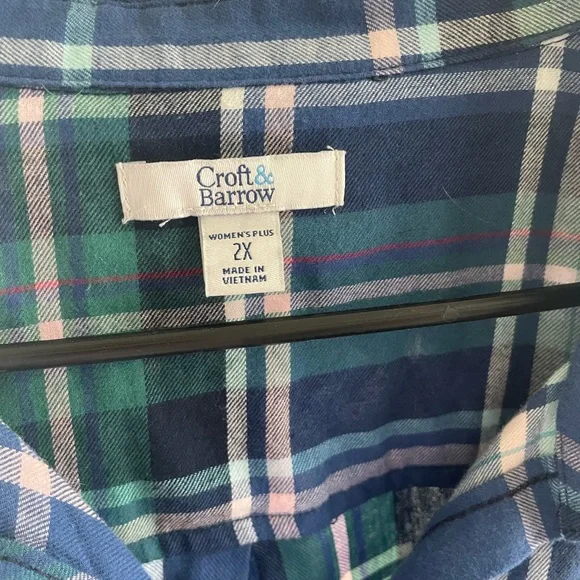 Croft&
Barrow
WOMEN'S PLUS
2X
MADE IN
VIETNAM